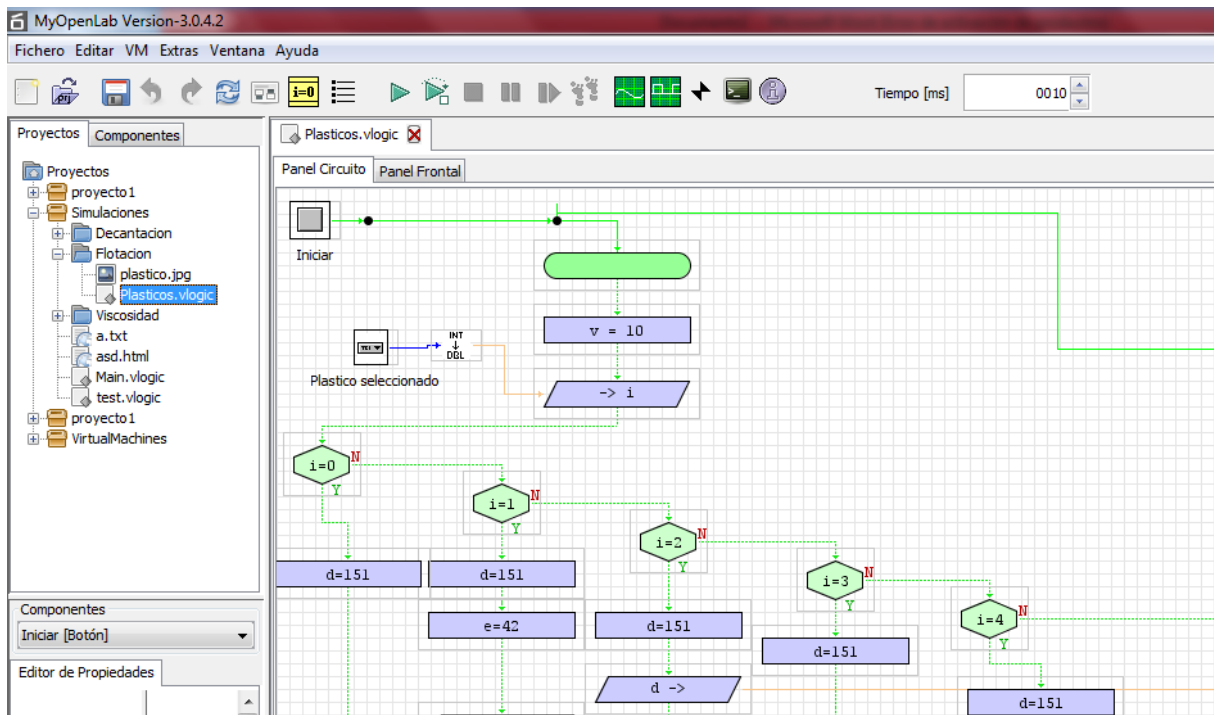 MyOpenLab Version-3.0.4.2
Fichero Editar VM Extras Ventana Ayuda
i=0
Tiempo [ms]
0010
Proyectos
Componentes
Proyectos
proyecto1
Simulaciones
Decantacion
Flotacion
plastico.jpg
Plasticos.vlogic
Viscosidad
a.txt
asd.html
Main.vlogic
test.vlogic
proyecto1
VirtualMachines
Componentes
Iniciar [Botón]
Editor de Propiedades
Plasticos.vlogic
Panel Circuito
Panel Frontal
Iniciar
v = 10
INT
↓
DBL
Plastico seleccionado
-> i
i=0
N
Y
i=1
N
Y
i=2
N
Y
i=3
N
Y
i=4
N
Y
d=151
d=151
e=42
d=151
d=151
d ->
d=151